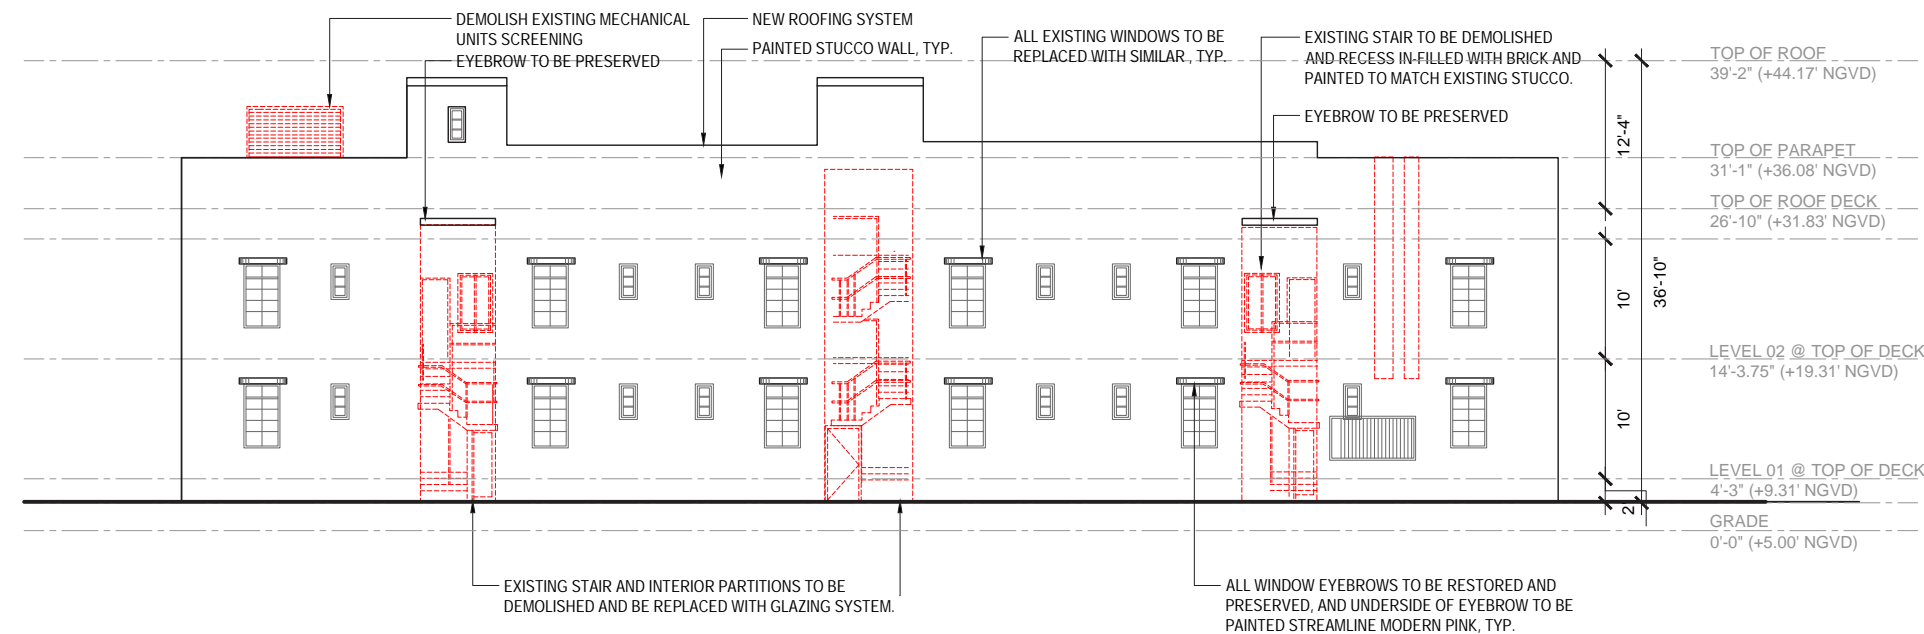 DEMOLISH EXISTING MECHANICAL
UNITS SCREENING
EYEBROW TO BE PRESERVED
NEW ROOFING SYSTEM
PAINTED STUCCO WALL, TYP.
ALL EXISTING WINDOWS TO BE
REPLACED WITH SIMILAR , TYP.
EXISTING STAIR TO BE DEMOLISHED
AND RECESS IN-FILLED WITH BRICK AND
PAINTED TO MATCH EXISTING STUCCO.
EYEBROW TO BE PRESERVED
TOP OF ROOF
39'-2" (+44.17' NGVD)
12'-4"
TOP OF PARAPET
31'-1" (+36.08' NGVD)
TOP OF ROOF DECK
26'-10" (+31.83' NGVD)
10'
36'-10"
LEVEL 02 @ TOP OF DECK
14'-3.75" (+19.31' NGVD)
10'
LEVEL 01 @ TOP OF DECK
4'-3" (+9.31' NGVD)
2'
GRADE
0'-0" (+5.00' NGVD)
EXISTING STAIR AND INTERIOR PARTITIONS TO BE
DEMOLISHED AND BE REPLACED WITH GLAZING SYSTEM.
ALL WINDOW EYEBROWS TO BE RESTORED AND
PRESERVED, AND UNDERSIDE OF EYEBROW TO BE
PAINTED STREAMLINE MODERN PINK, TYP.